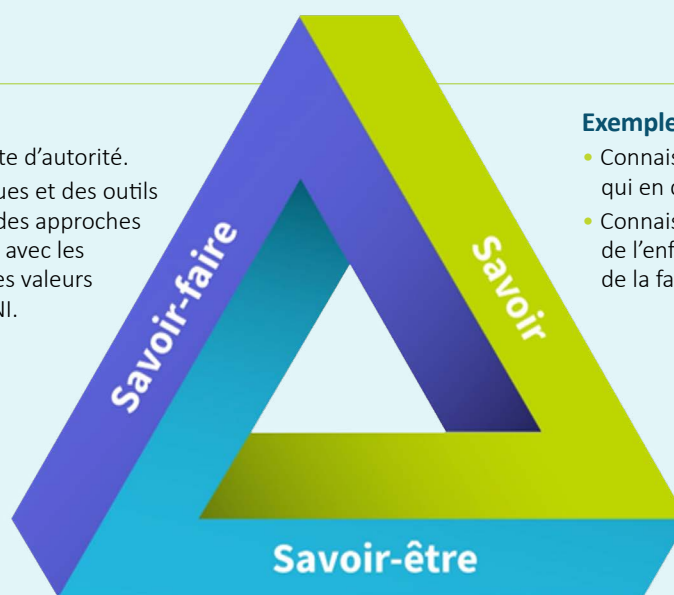 te d’autorité.
ues et des outils
des approches
avec les
es valeurs
NI.
Savoir-faire
Savoir
Exemple
• Connais
qui en
• Connais
de l’enf
de la fa
Savoir-être